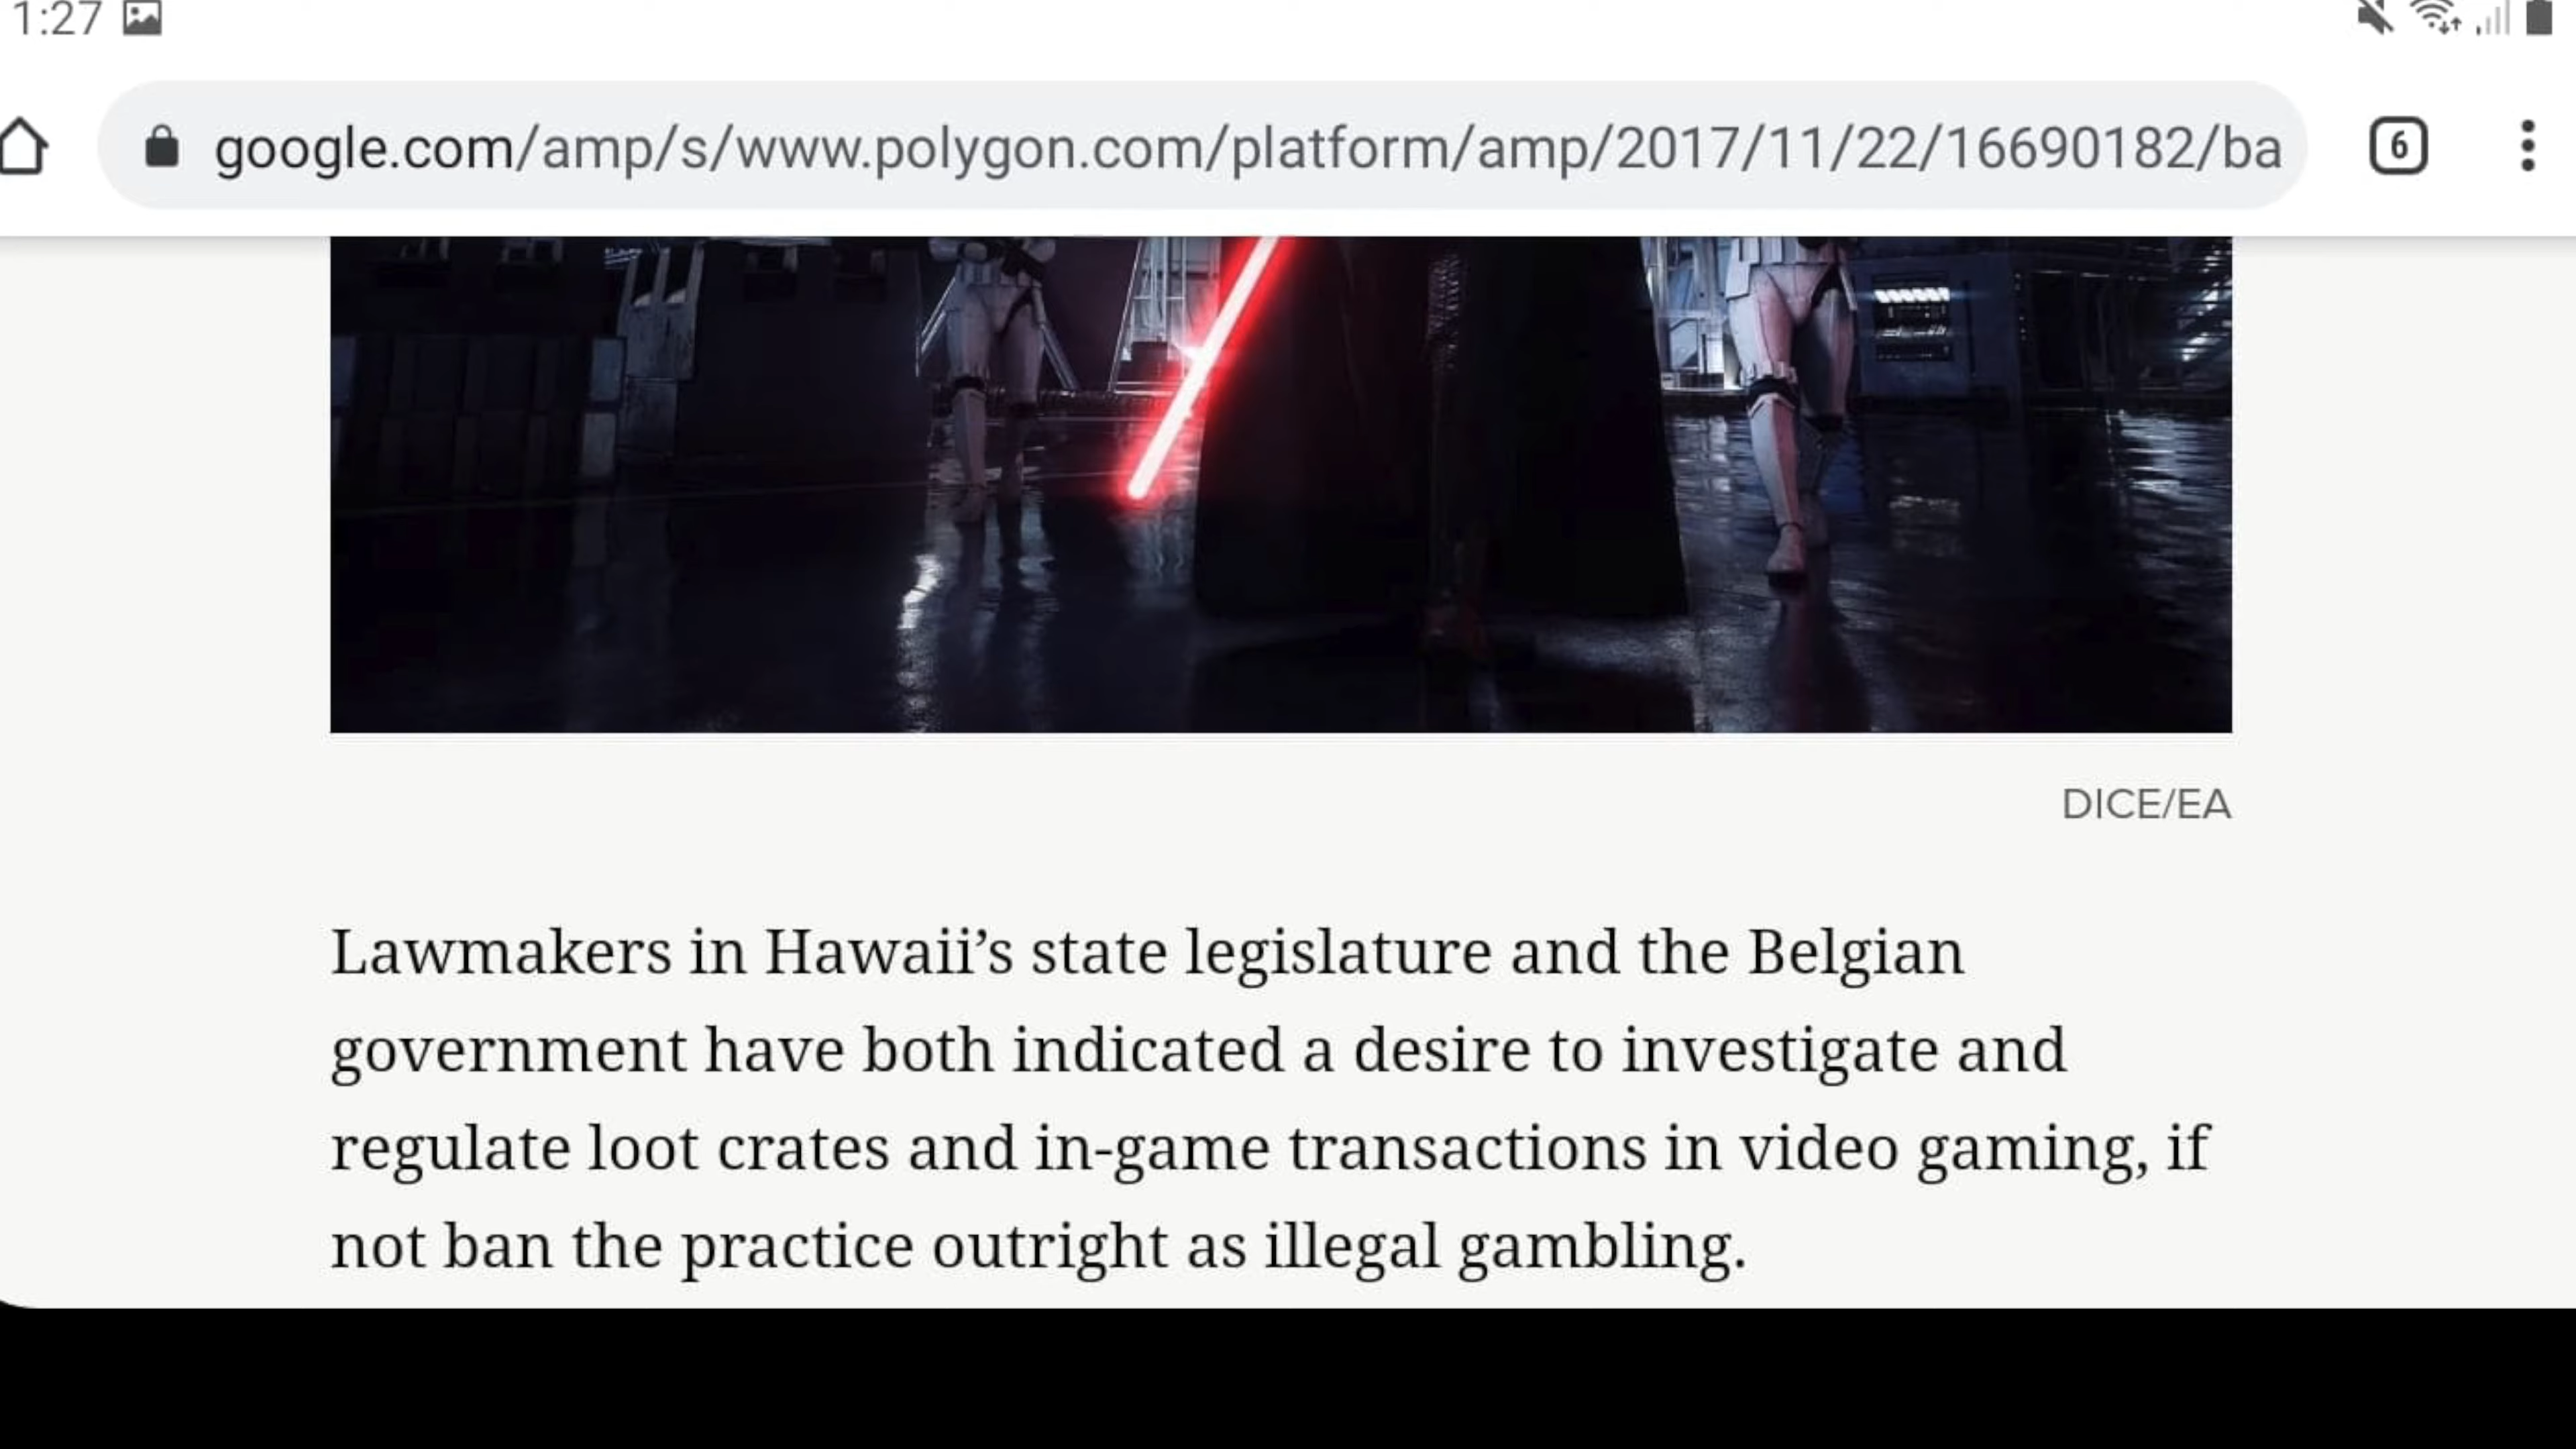 1:27
google.com/amp/s/www.polygon.com/platform/amp/2017/11/22/16690182/ba
6
DICE/EA
Lawmakers in Hawaii’s state legislature and the Belgian
government have both indicated a desire to investigate and
regulate loot crates and in-game transactions in video gaming, if
not ban the practice outright as illegal gambling.